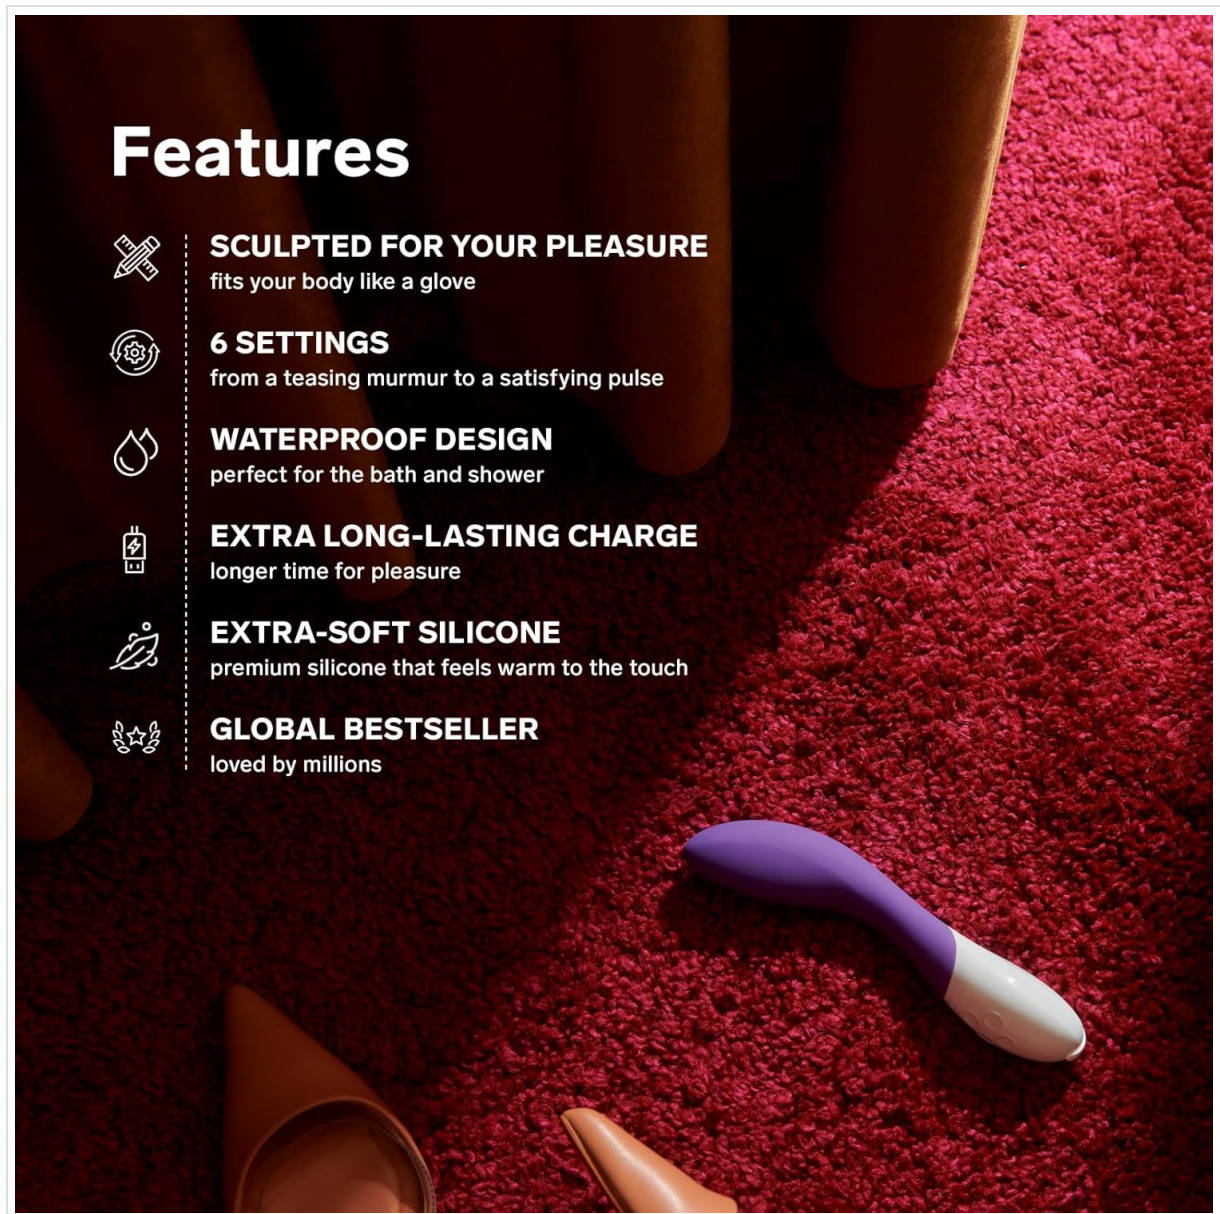 Features
SCULPTED FOR YOUR PLEASURE
fits your body like a glove
6 SETTINGS
from a teasing murmur to a satisfying pulse
WATERPROOF DESIGN
perfect for the bath and shower
EXTRA LONG-LASTING CHARGE
longer time for pleasure
EXTRA-SOFT SILICONE
premium silicone that feels warm to the touch
GLOBAL BESTSELLER
loved by millions